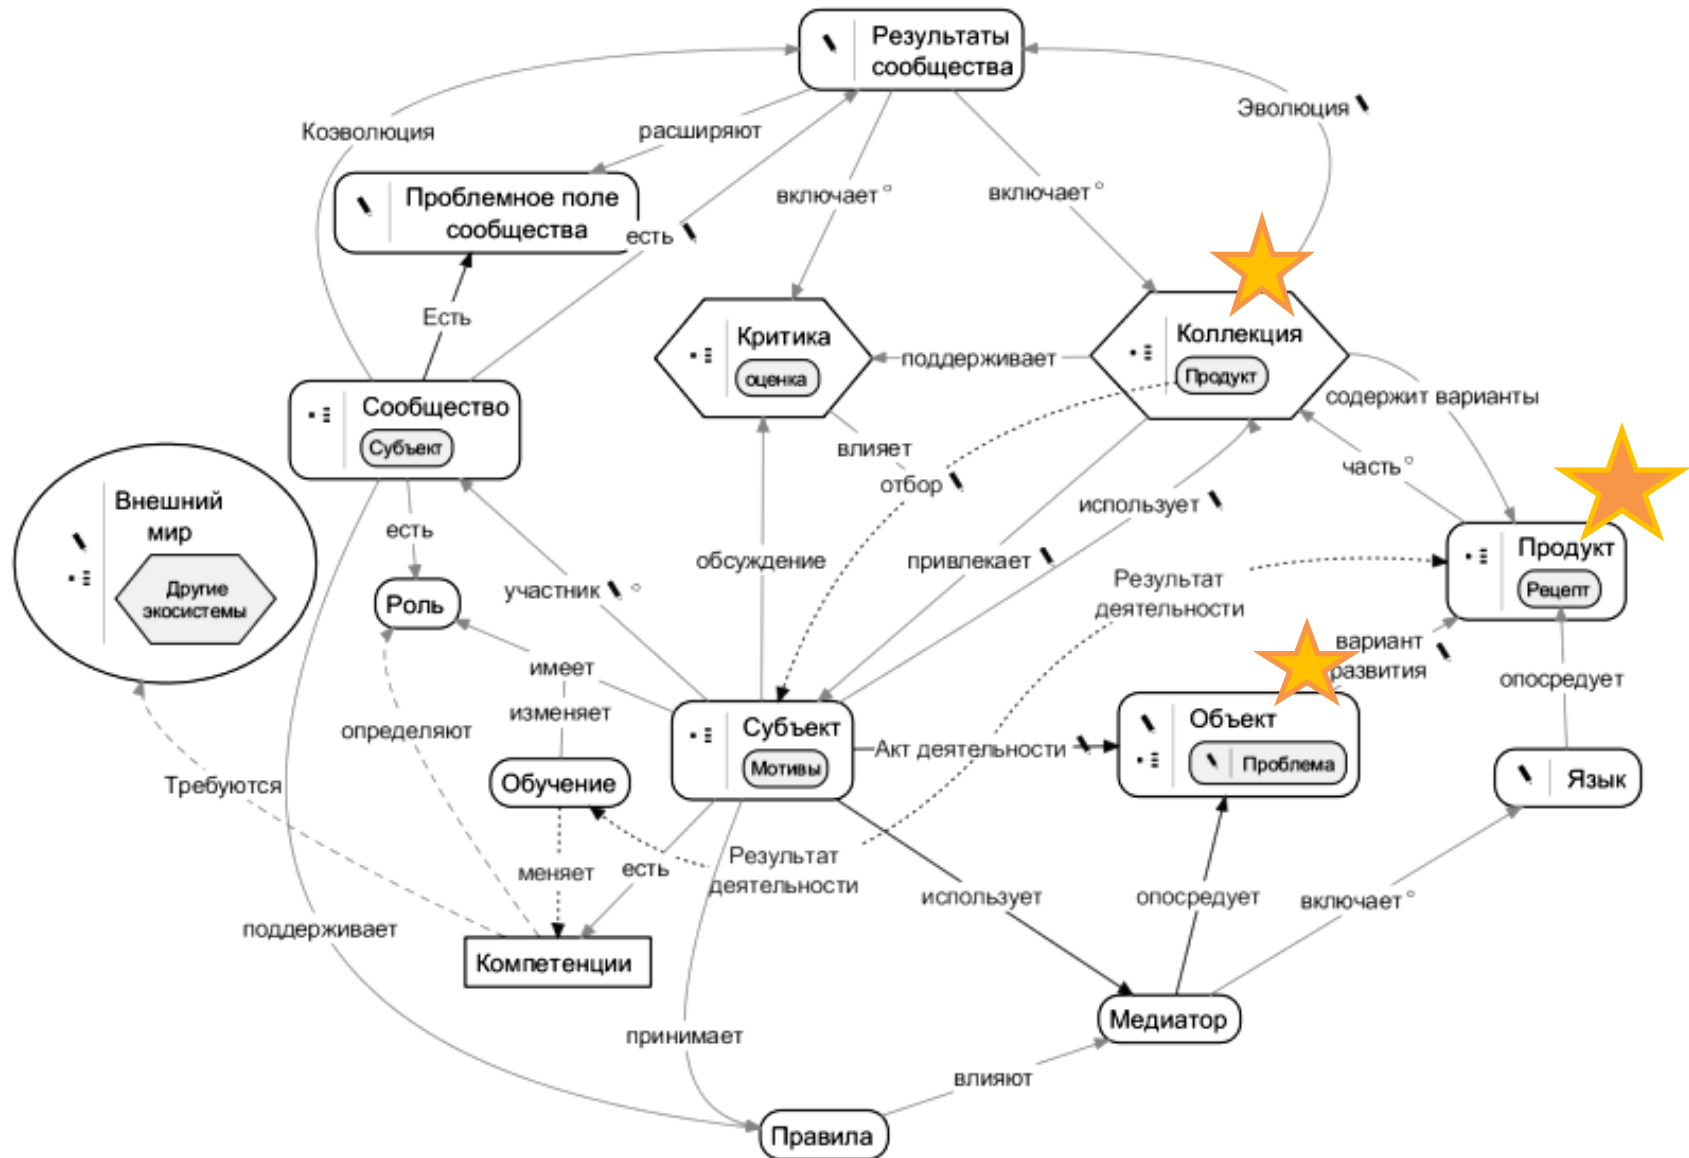 Результаты
сообщества
Коэволюция
расширяют
Эволюция
Проблемное поле
сообщества
включает
включает
есть
Есть
Критика
оценка
поддерживает
Коллекция
Продукт
содержит варианты
Сообщество
Субъект
влияет
отбор
часть
использует
Внешний
мир
Другие
экосистемы
есть
обсуждение
привлекает
Результат
деятельности
Продукт
Рецепт
Роль
участник
имеет
изменяет
вариант
развития
опосредует
определяют
Субъект
Мотивы
Акт деятельности
Объект
Проблема
Язык
Требуются
Обучение
меняет
есть
Результат
деятельности
использует
опосредует
включает
поддерживает
Компетенции
принимает
Медиатор
влияют
Правила